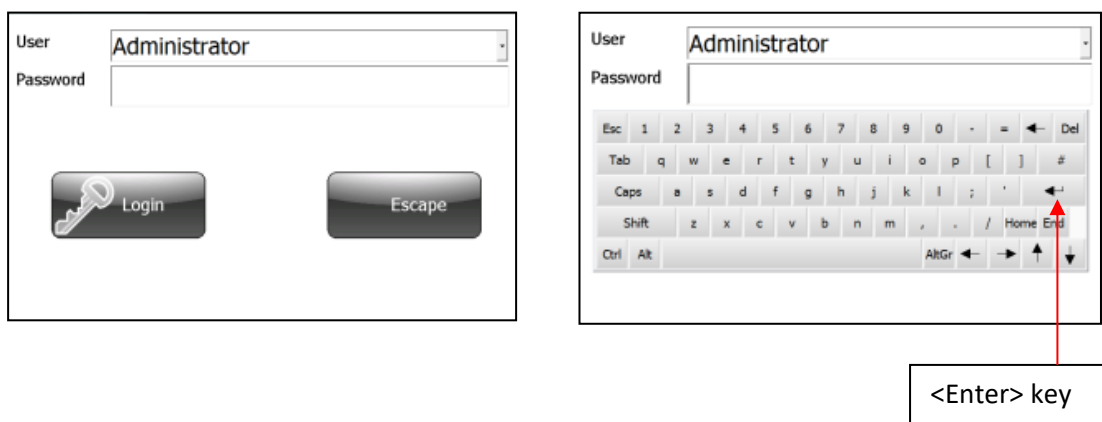 User
Administrator
Password
Login
Escape
User
Administrator
Password
Esc 1 2 3 4 5 6 7 8 9 0 - = Del
Tab q w e r t y u i o p [ ] #
Caps a s d f g h j k l ; '
Shift z x c v b n m , . / Home End
Ctrl Alt AltGr
<Enter> key